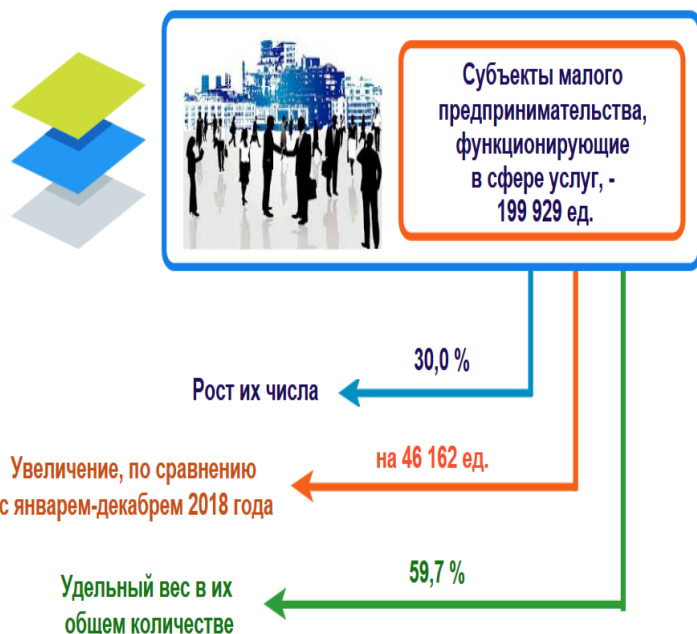 Субъекты малого
предпринимательства,
функционирующие
в сфере услуг, -
199 929 ед.
30,0 %
Рост их числа
на 46 162 ед.
Увеличение, по сравнению
с январем-декабрем 2018 года
59,7 %
Удельный вес в их
общем количестве